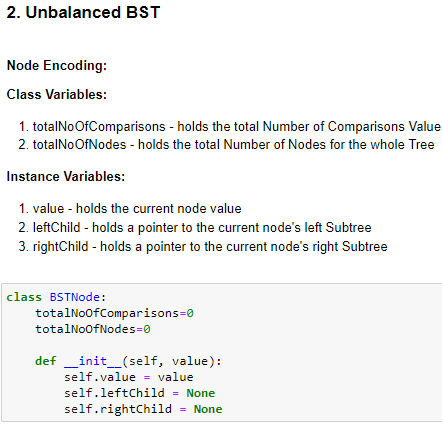 2. Unbalanced BST
Node Encoding:
Class Variables:
1. totalNoOfComparisons - holds the total Number of Comparisons Value
2. totalNoOfNodes - holds the total Number of Nodes for the whole Tree
Instance Variables:
1. value - holds the current node value
2. leftChild - holds a pointer to the current node's left Subtree
3. rightChild - holds a pointer to the current node's right Subtree
class BSTNode:
    totalNoOfComparisons=0
    totalNoOfNodes=0
    def __init__(self, value):
        self.value = value
        self.leftChild = None
        self.rightChild = None